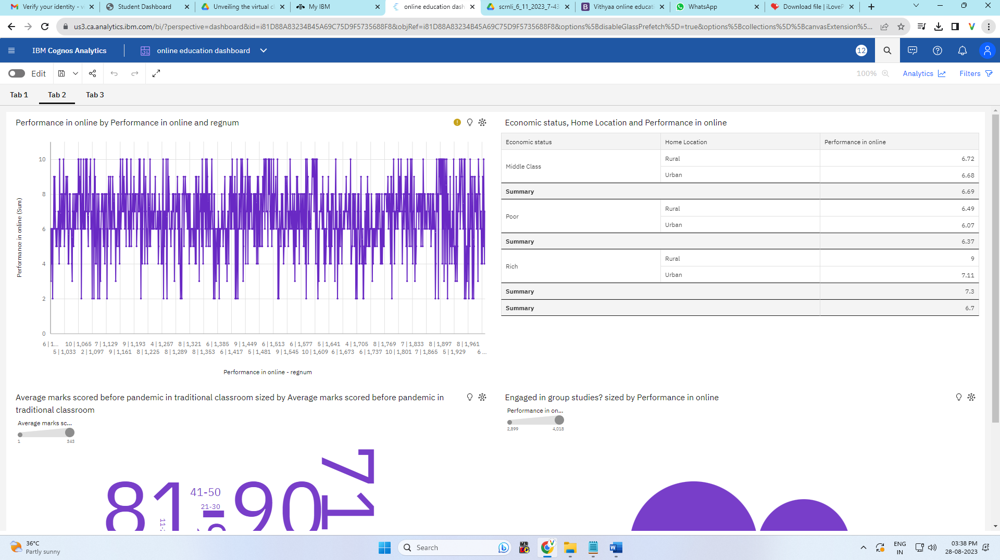 Verify your identity - v
Student Dashboard
Unveiling the virtual cl
My IBM
online education dash
scrnli_6_11_2023_7-43
Vithyaa online educati
WhatsApp
Download file | iLoveP
us3.ca.analytics.ibm.com/bi/?perspective=dashboard&id=i81D88A83234B45A69C75D9F5735688F8&objRef=i81D88A83234B45A69C75D9F5735688F8&options%5BdisableGlassPrefetch%5D=true&options%5Bcollections%5D%5BcanvasExtension%5...
IBM Cognos Analytics
online education dashboard
12
Edit
100%
Analytics
Filters
Tab 1
Tab 2
Tab 3
Performance in online by Performance in online and regnum
Performance in online (Sum)
10
8
6
4
2
0
6 | 1... 10 | 1,065 7 | 1,129 9 | 1,193 4 | 1,257 8 | 1,321 6 | 1,385 9 | 1,449 6 | 1,513 6 | 1,577 5 | 1,641 4 | 1,705 8 | 1,769 7 | 1,833 8 | 1,897 8 | 1,961
5 | 1,033 2 | 1,097 9 | 1,161 8 | 1,225 8 | 1,289 8 | 1,353 6 | 1,417 5 | 1,481 9 | 1,545 10 | 1,609 6 | 1,673 6 | 1,737 10 | 1,801 7 | 1,865 5 | 1,929 6 ...
Performance in online - regnum
Economic status, Home Location and Performance in online
Economic status Home Location Performance in online
Middle Class
Rural 6.72
Urban 6.68
Summary 6.69
Poor
Rural 6.49
Urban 6.07
Summary 6.37
Rich
Rural 9
Urban 7.11
Summary 7.3
Summary 6.7
Average marks scored before pandemic in traditional classroom sized by Average marks scored before pandemic in
traditional classroom
Average marks sc...
1 343
81-90
41-50
21-30
Engaged in group studies? sized by Performance in online
Performance in on...
2,899 4,018
36°C
Partly sunny
Search
ENG
IN
03:38 PM
28-08-2023